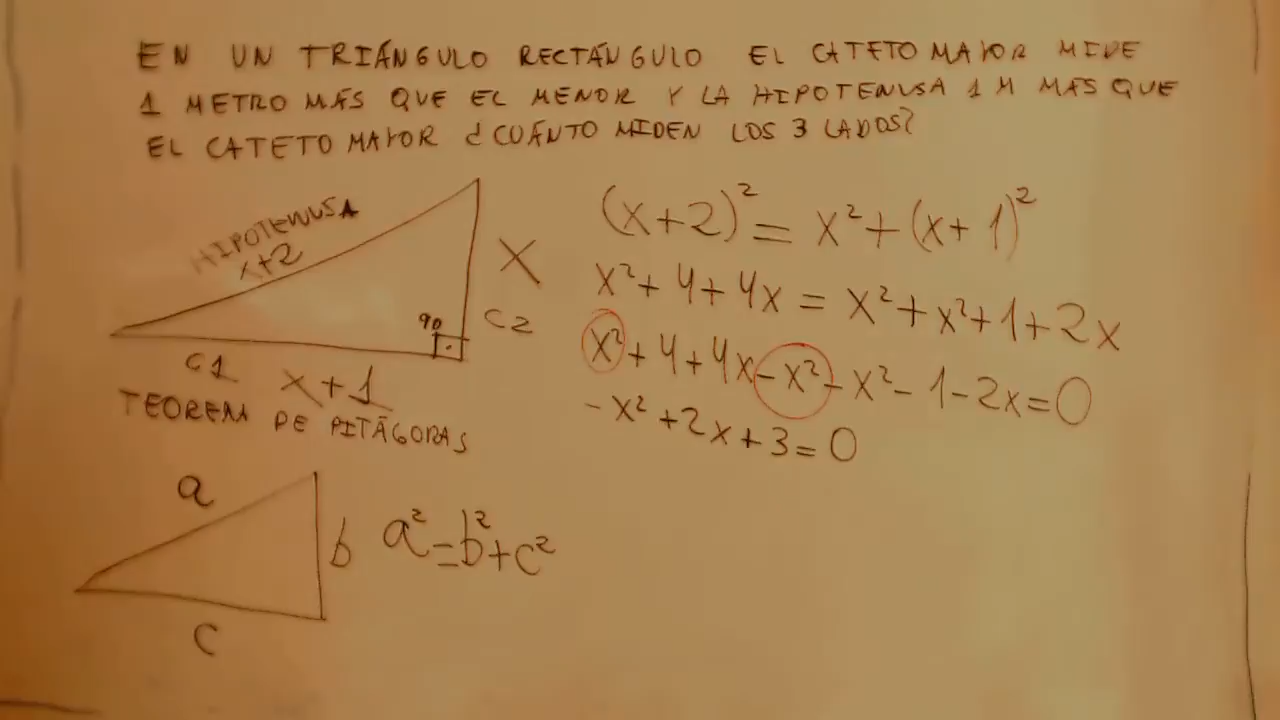 EN UN TRIÁNGULO RECTÁNGULO EL CATETO MAYOR MIDE
1 METRO MÁS QUE EL MENOR Y LA HIPOTENUSA 1 M MAS QUE
EL CATETO MAYOR ¿CUÁNTO MIDEN LOS 3 LADOS?
HIPOTENUSA
x+2
X
C2
90
C1
X+1
(x+2)² = x²+(x+1)²
x²+4+4x = x²+x²+1+2x
x²+4+4x-x²-x²-1-2x=0
-x²+2x+3=0
TEOREM DE PITÁGORAS
a
b
c
a²=b²+c²